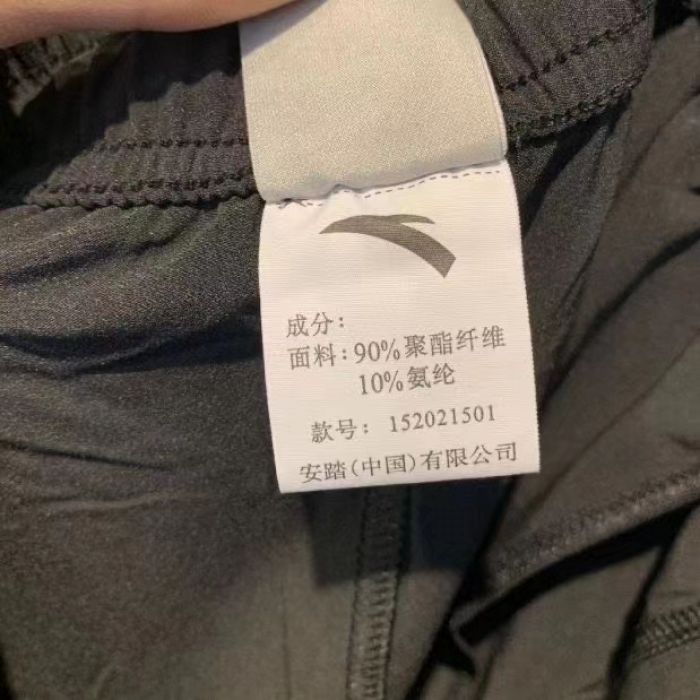 成分:
面料: 90%聚酯纤维
10%氨纶
款号: 152021501
安踏(中国)有限公司